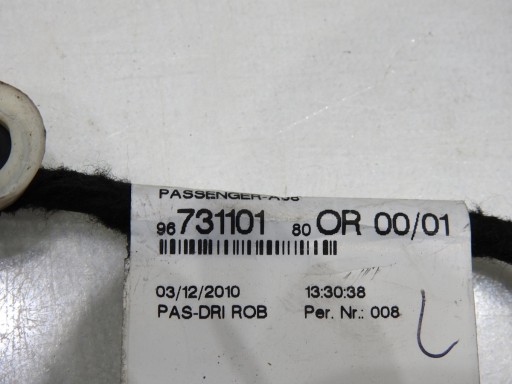 PASSENGER-A58
96 731101 80 OR 00/01
03/12/2010 13:30:38
PAS-DRI ROB Per. Nr.: 008